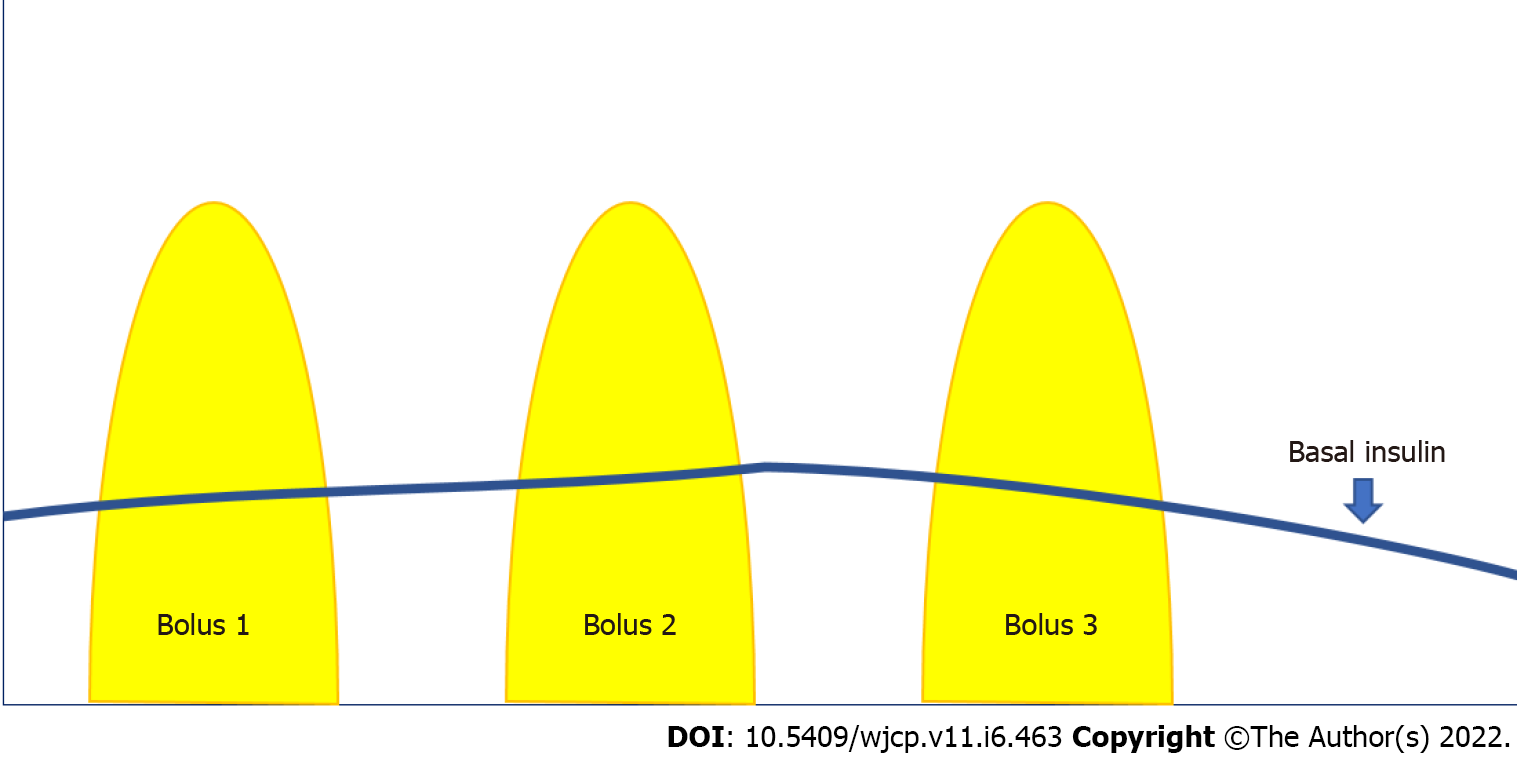 Basal insulin
Bolus 1
Bolus 2
Bolus 3
DOI: 10.5409/wjcp.v11.i6.463 Copyright ©The Author(s) 2022.